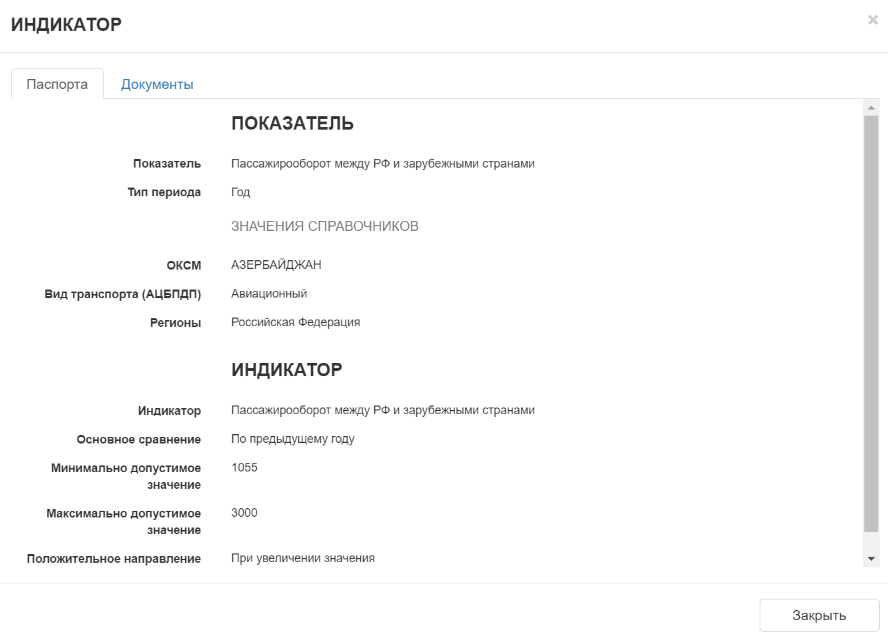 ИНДИКАТОР
×
Паспорта Документы
ПОКАЗАТЕЛЬ
Показатель Пассажирооборот между РФ и зарубежными странами
Тип периода Год
ЗНАЧЕНИЯ СПРАВОЧНИКОВ
ОКСМ АЗЕРБАЙДЖАН
Вид транспорта (АЦБПДП) Авиационный
Регионы Российская Федерация
ИНДИКАТОР
Индикатор Пассажирооборот между РФ и зарубежными странами
Основное сравнение По предыдущему году
Минимально допустимое 1055
значение
Максимально допустимое 3000
значение
Положительное направление При увеличении значения
Закрыть